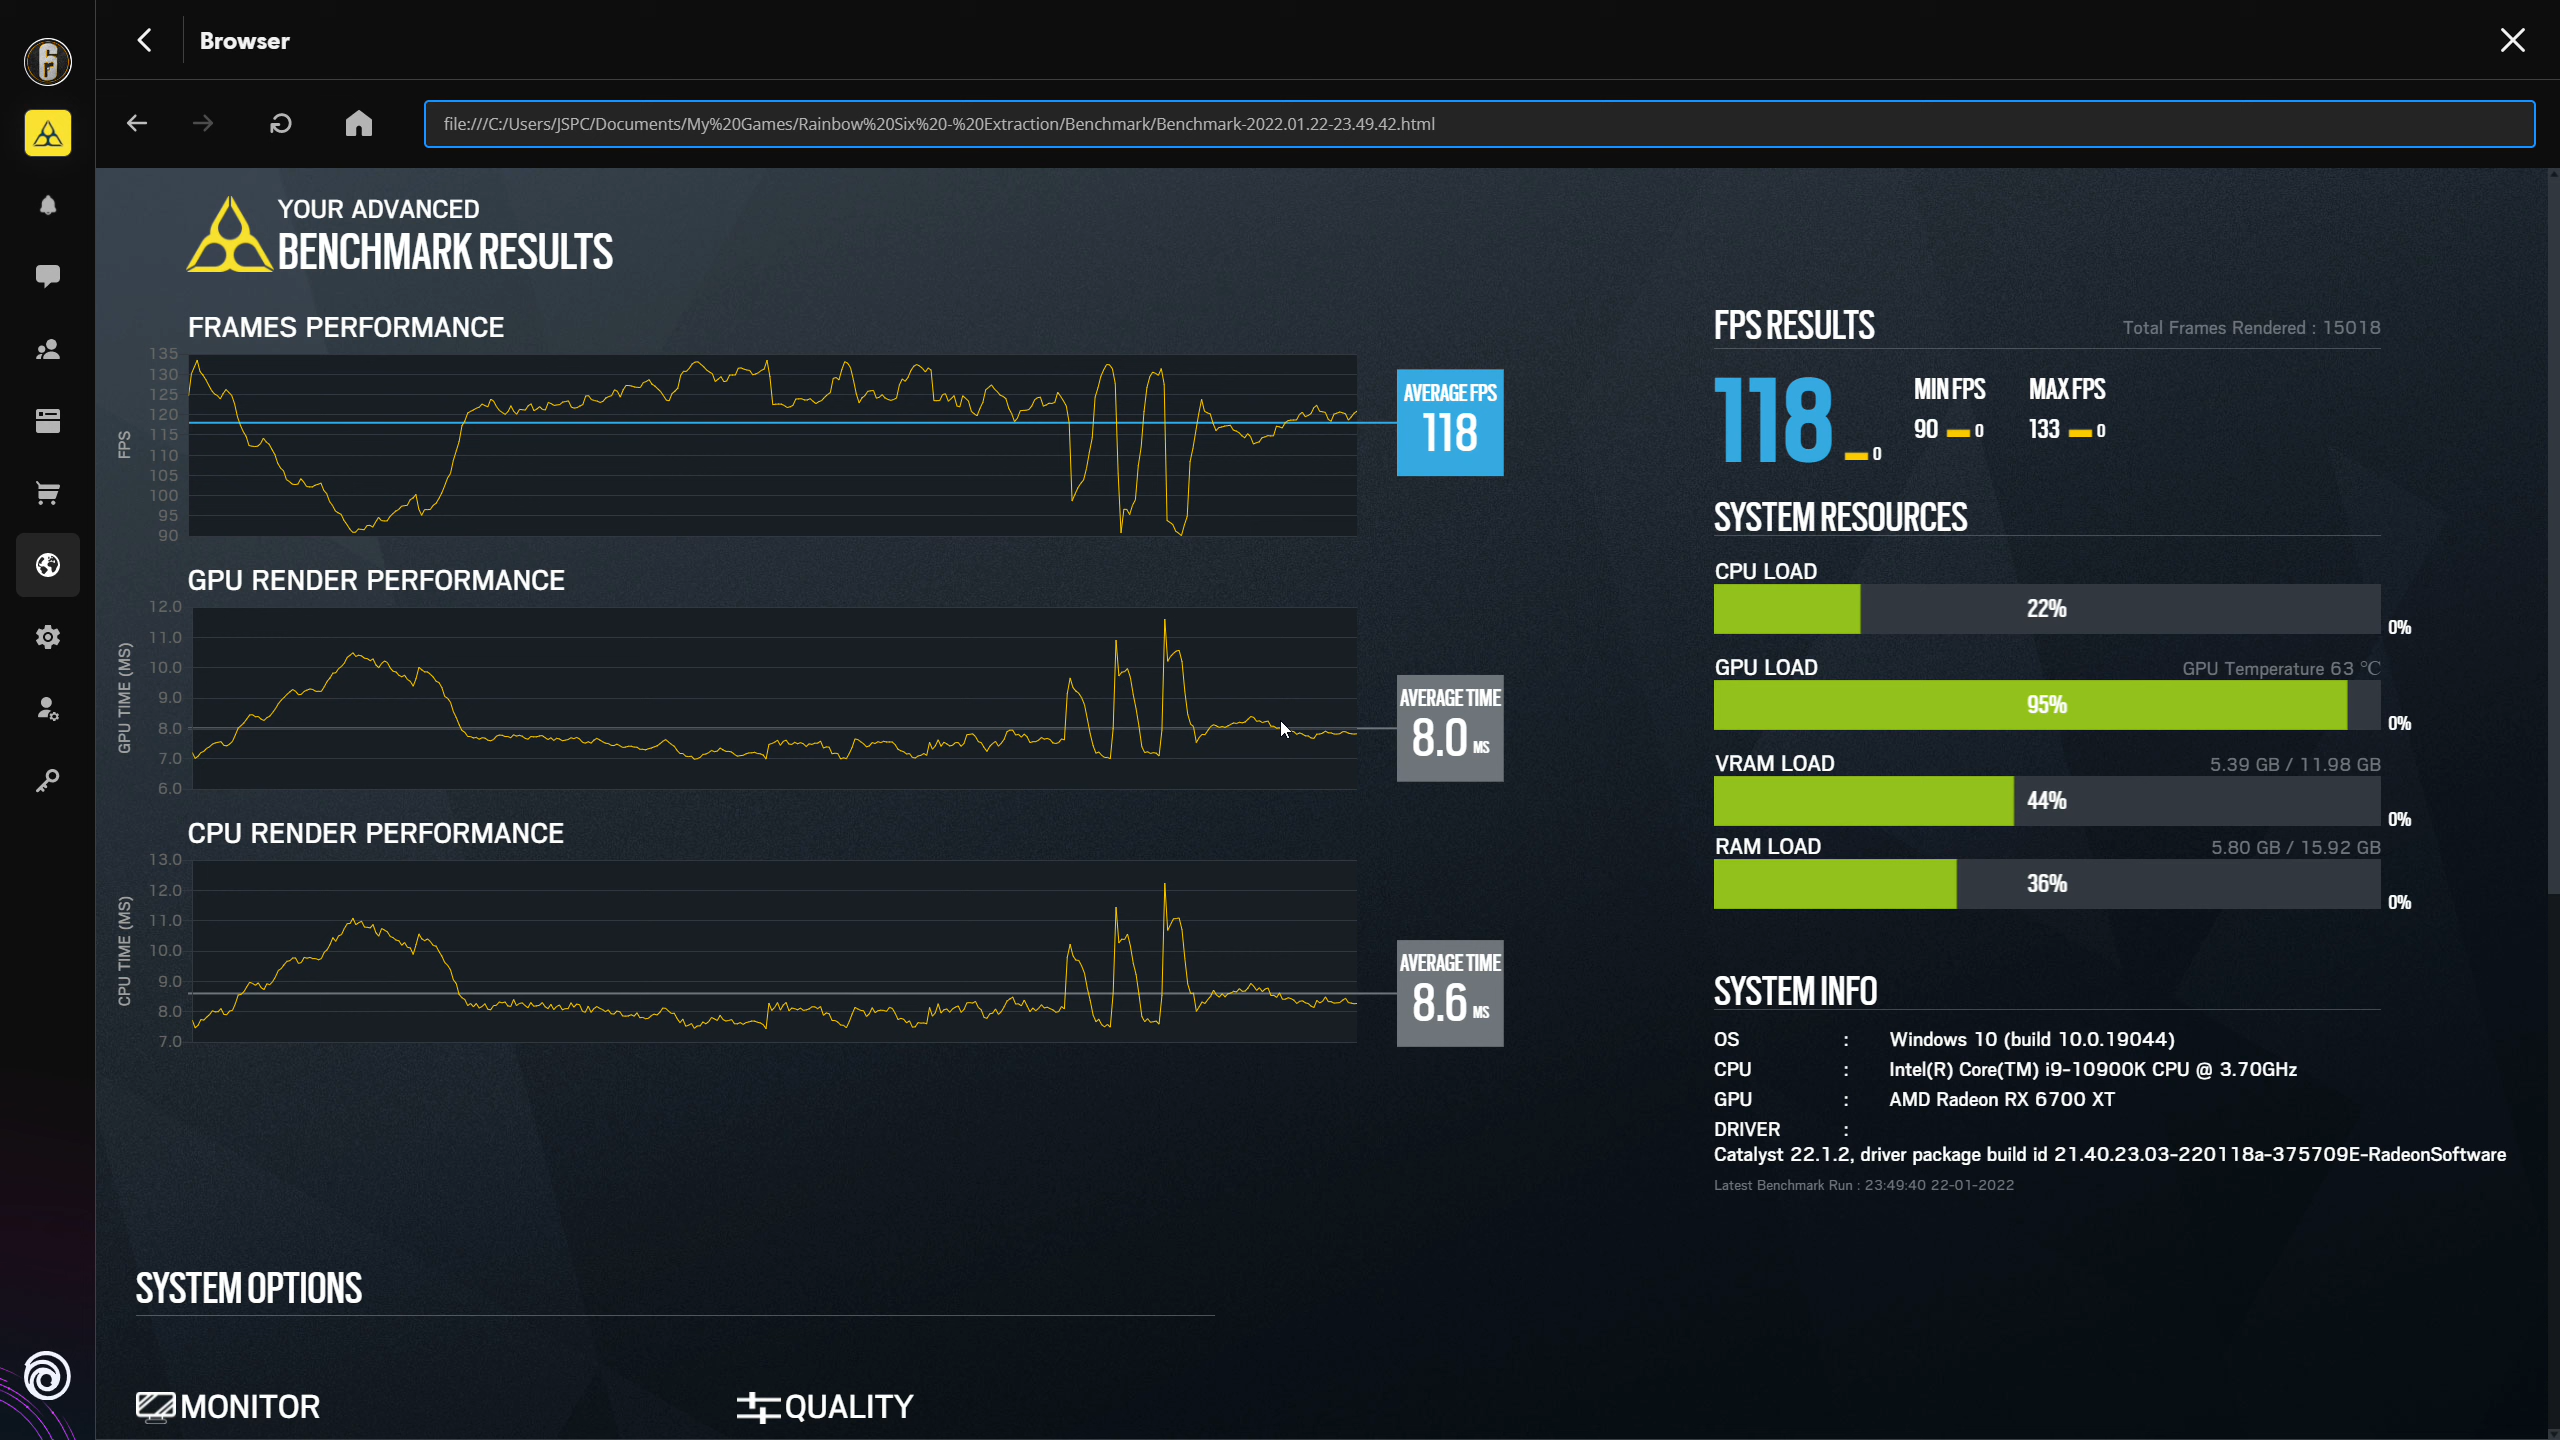 Browser
file:///C:/Users/JSPC/Documents/My%20Games/Rainbow%20Six%20-%20Extraction/Benchmark/Benchmark-2022.01.22-23.49.42.html
YOUR ADVANCED
BENCHMARK RESULTS
FRAMES PERFORMANCE
135
130
125
120
115
110
105
100
95
90
FPS
AVERAGE FPS
118
GPU RENDER PERFORMANCE
12.0
11.0
10.0
9.0
8.0
7.0
6.0
GPU TIME (MS)
AVERAGE TIME
8.0 MS
CPU RENDER PERFORMANCE
13.0
12.0
11.0
10.0
9.0
8.0
7.0
CPU TIME (MS)
AVERAGE TIME
8.6 MS
FPS RESULTS
Total Frames Rendered : 15018
118 0
MIN FPS
90 0
MAX FPS
133 0
SYSTEM RESOURCES
CPU LOAD
22%
0%
GPU LOAD
GPU Temperature 63 °C
95%
0%
VRAM LOAD
5.39 GB / 11.98 GB
44%
0%
RAM LOAD
5.80 GB / 15.92 GB
36%
0%
SYSTEM INFO
OS : Windows 10 (build 10.0.19044)
CPU : Intel(R) Core(TM) i9-10900K CPU @ 3.70GHz
GPU : AMD Radeon RX 6700 XT
DRIVER :
Catalyst 22.1.2, driver package build id 21.40.23.03-220118a-375709E-RadeonSoftware
Latest Benchmark Run : 23:49:40 22-01-2022
SYSTEM OPTIONS
MONITOR
QUALITY